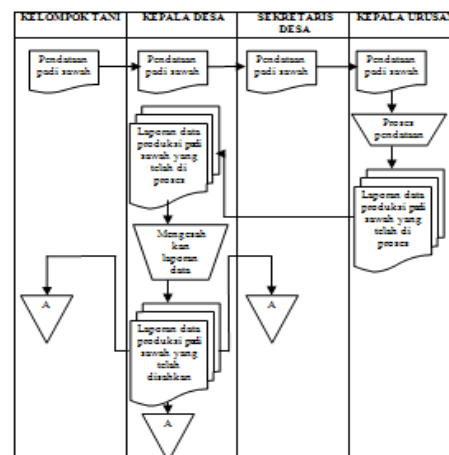 KELOMPOK TANI
KEPALA DESA
SEKRETARIS
DESA
KEPALA URUSAN
Pendataan
padi sawah
Pendataan
padi sawah
Pendataan
padi sawah
Pendataan
padi sawah
Proses
pendataan
Laporan data
produksi padi
sawah yang
telah di
proses
Laporan data
produksi padi
sawah yang
telah di
proses
Mengesah
kan
laporan
data
A
A
Laporan data
produksi padi
sawah yang
telah
disahkan
A